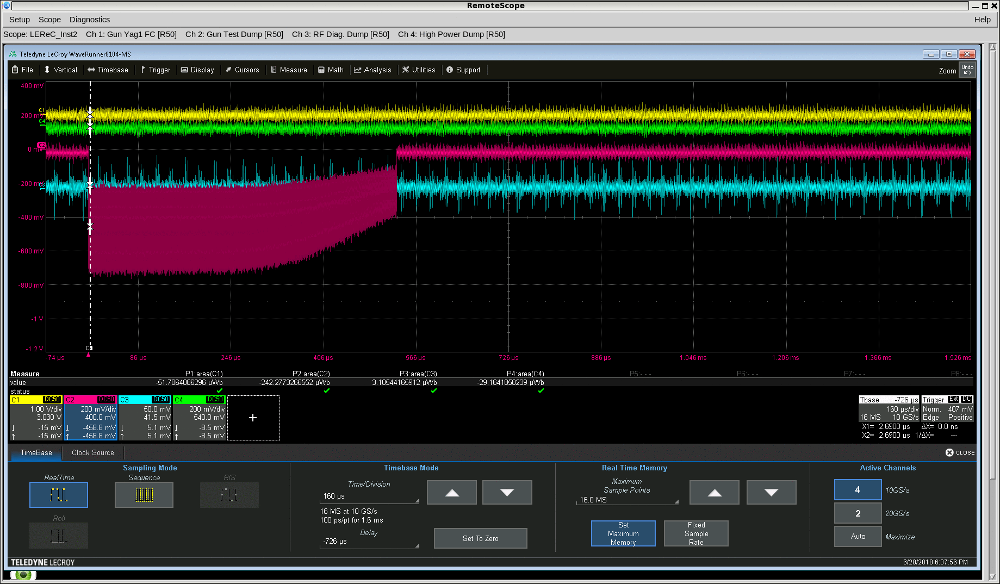 RemoteScope
Setup Scope Diagnostics Help
Scope: LEReC_Inst2 Ch 1: Gun Yag1 FC [R50] Ch 2: Gun Test Dump [R50] Ch 3: RF Diag. Dump [R50] Ch 4: High Power Dump [R50]
Teledyne LeCroy WaveRunner8104-MS
File Vertical Timebase Trigger Display Cursors Measure Math Analysis Utilities Support Zoom Undo
400 mV
C1
200 mV
C4
C2
0 mV
-200 mV
-400 mV
-600 mV
-800 mV
-1 V
-1.2 V
-74 µs 86 µs 246 µs 406 µs 566 µs 726 µs 886 µs 1.046 ms 1.206 ms 1.366 ms 1.526 ms
Measure P1:area(C1) P2:area(C2) P3:area(C3) P4:area(C4) P5:- - - P6:- - - P7:- - - P8:- - -
value -51.7864086296 µWb -242.2773266552 µWb 3.10544165912 µWb -29.1641858239 µWb
status
C1 DC50 C2 DC50 C3 DC50 C4 DC50
1.00 V/div 200 mV/div 50.0 mV 200 mV/div
3.030 V 400.0 mV 41.5 mV 540.0 mV
-15 mV -458.8 mV 5.1 mV -8.5 mV
-15 mV -458.8 mV 5.1 mV -8.5 mV
+
Tbase -726 µs Trigger Ext DC
160 µs/div Norm. 407 mV
16 MS 10 GS/s Edge Positive
X1= 2.6900 µs ΔX= 0.0 ns
X2= 2.6900 µs 1/ΔX= ---
TimeBase Clock Source CLOSE
Sampling Mode Timebase Mode Real Time Memory Active Channels
RealTime Sequence RIS
Roll
Time/Division
160 µs
16 MS at 10 GS/s
100 ps/pt for 1.6 ms
Delay
-726 µs
Set To Zero
Maximum
Sample Points
16.0 MS
Set
Maximum
Memory
Fixed
Sample
Rate
4 10GS/s
2 20GS/s
Auto Maximize
TELEDYNE LECROY 6/28/2018 6:37:56 PM